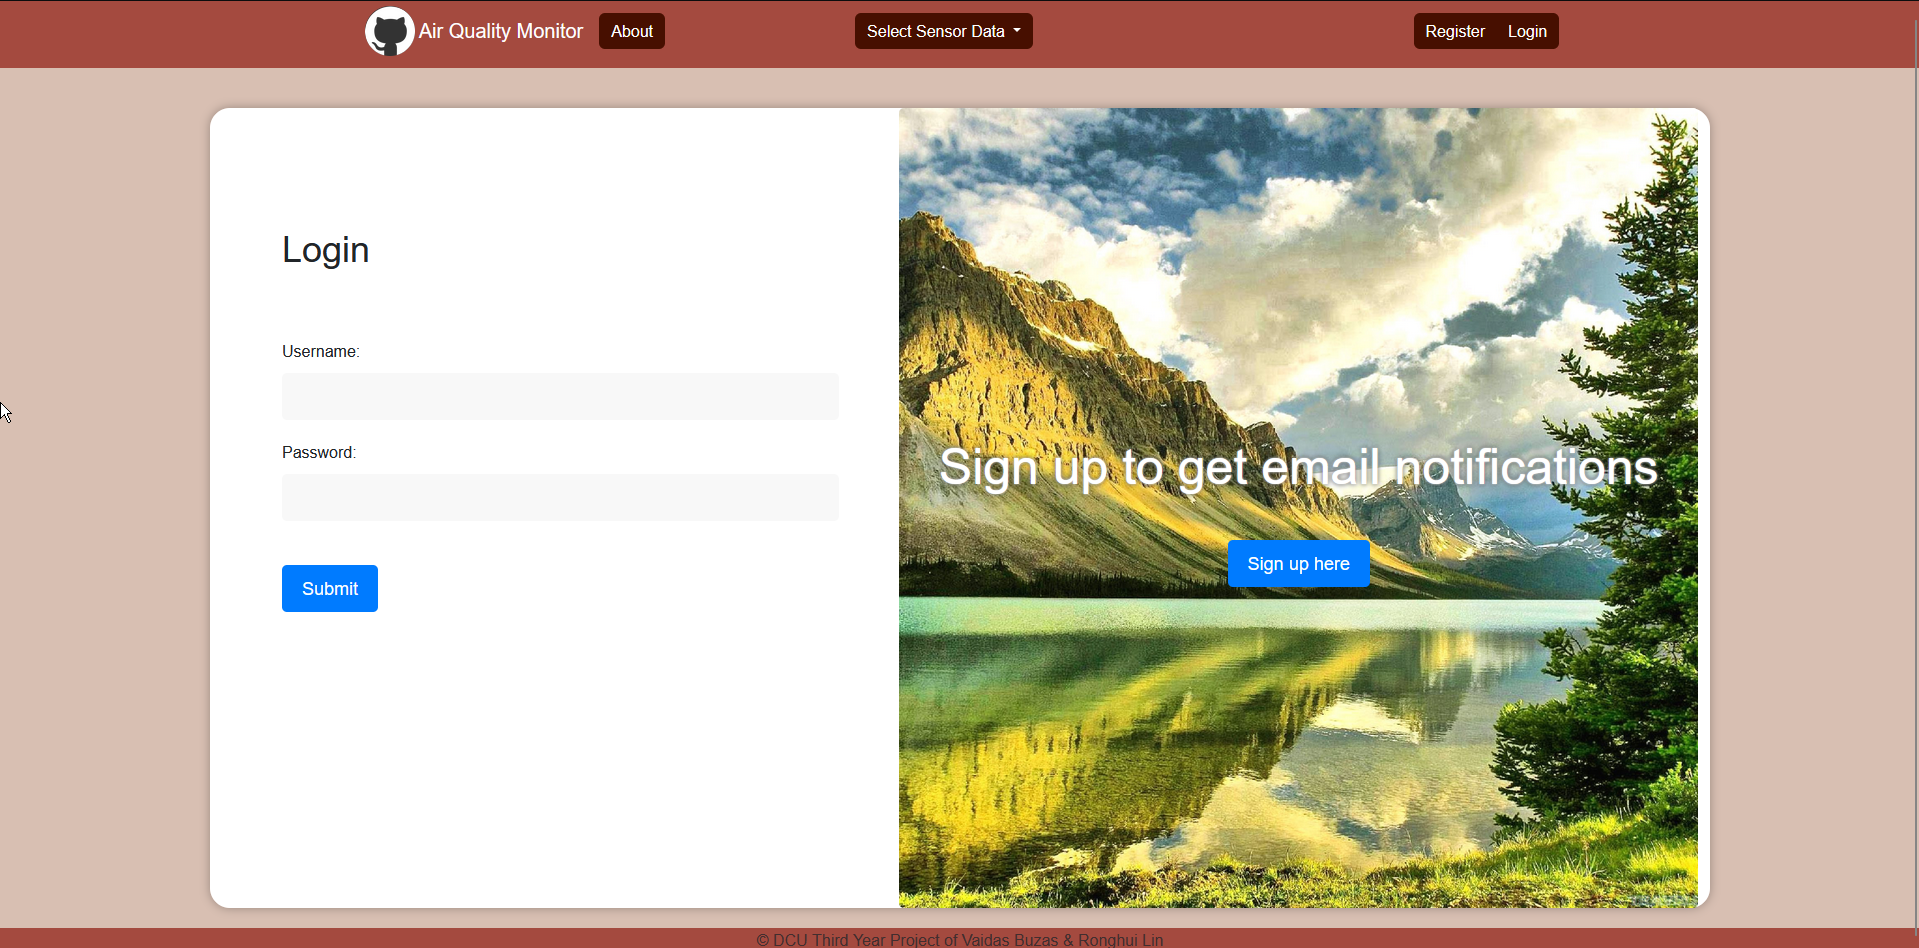 Air Quality Monitor
About
Select Sensor Data
Register
Login
Login
Username:
Password:
Submit
Sign up to get email notifications
Sign up here
© DCU Third Year Project of Vaidas Buzas & Ronghui Lin